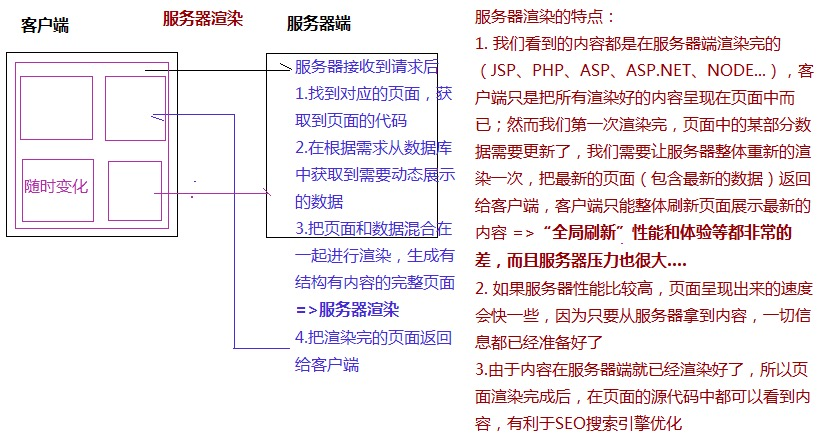 客户端
服务器渲染
服务器端
随时变化
服务器接收到请求后
1.找到对应的页面，获
取到页面的代码
2.在根据需求从数据库
中获取到需要动态展示
的数据
3.把页面和数据混合在
一起进行渲染，生成有
结构有内容的完整页面
=>服务器渲染
4.把渲染完的页面返回
给客户端
服务器渲染的特点：
1. 我们看到的内容都是在服务器端渲染完的
（JSP、PHP、ASP、ASP.NET、NODE...），客
户端只是把所有渲染好的内容呈现在页面中而
已；然而我们第一次渲染完，页面中的某部分数
据需要更新了，我们需要让服务器整体重新的渲
染一次，把最新的页面（包含最新的数据）返回
给客户端，客户端只能整体刷新页面展示最新的
内容 =>“全局刷新”性能和体验等都非常的
差，而且服务器压力也很大....
2. 如果服务器性能比较高，页面呈现出来的速度
会快一些，因为只要从服务器拿到内容，一切信
息都已经准备好了
3.由于内容在服务器端就已经渲染好了，所以页
面渲染完成后，在页面的源代码中都可以看到内
容，有利于SEO搜索引擎优化